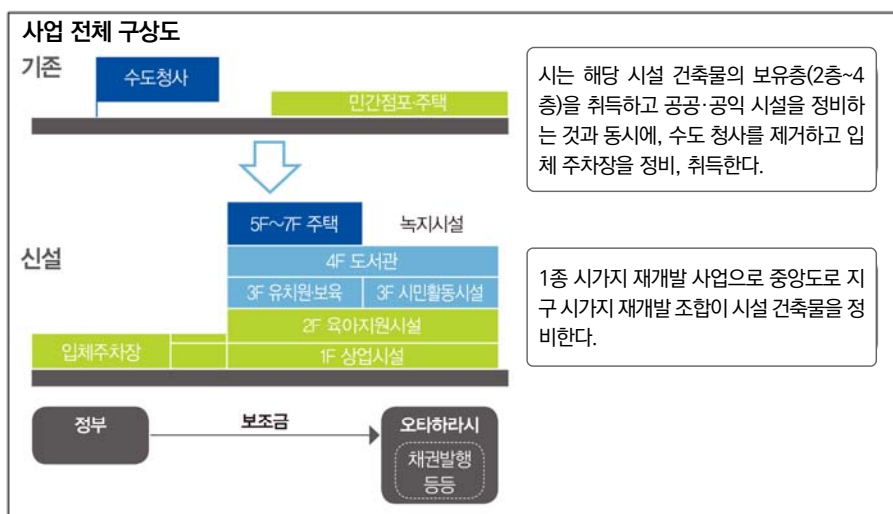 사업 전체 구상도
기존
수도청사
민간점포·주택
시는 해당 시설 건축물의 보유층(2층~4
층)을 취득하고 공공·공익 시설을 정비하
는 것과 동시에, 수도 청사를 제거하고 입
체 주차장을 정비, 취득한다.
신설
5F~7F 주택
녹지시설
4F 도서관
3F 유치원·보육
3F 시민활동시설
2F 육아지원시설
입체주차장
1F 상업시설
1종 시가지 재개발 사업으로 중앙도로 지
구 시가지 재개발 조합이 시설 건축물을 정
비한다.
정부
보조금
오타하라시
채권발행
등등